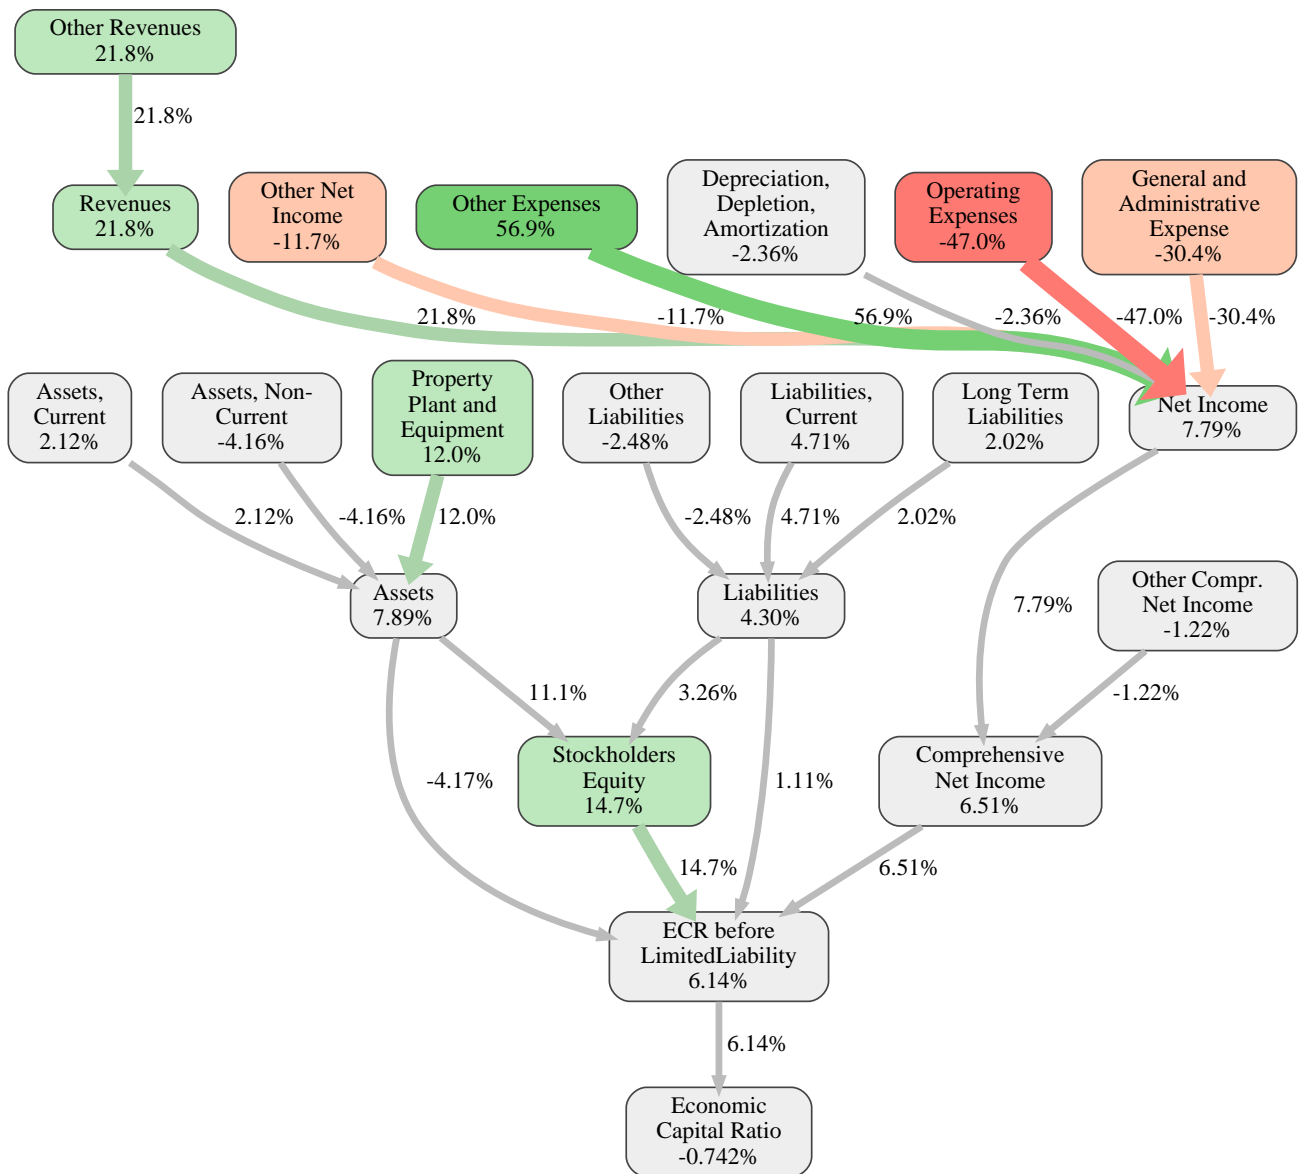 Other Revenues
21.8%
21.8%
Revenues
21.8%
Other Net
Income
-11.7%
Other Expenses
56.9%
Depreciation,
Depletion,
Amortization
-2.36%
Operating
Expenses
-47.0%
General and
Administrative
Expense
-30.4%
21.8%
-11.7%
56.9%
-2.36%
-47.0%
-30.4%
Assets,
Current
2.12%
Assets, Non-
Current
-4.16%
Property
Plant and
Equipment
12.0%
Other
Liabilities
-2.48%
Liabilities,
Current
4.71%
Long Term
Liabilities
2.02%
Net Income
7.79%
2.12%
-4.16%
12.0%
-2.48%
4.71%
2.02%
Assets
7.89%
Liabilities
4.30%
7.79%
Other Compr.
Net Income
-1.22%
11.1%
3.26%
-1.22%
-4.17%
Stockholders
Equity
14.7%
1.11%
Comprehensive
Net Income
6.51%
14.7%
6.51%
ECR before
LimitedLiability
6.14%
6.14%
Economic
Capital Ratio
-0.742%